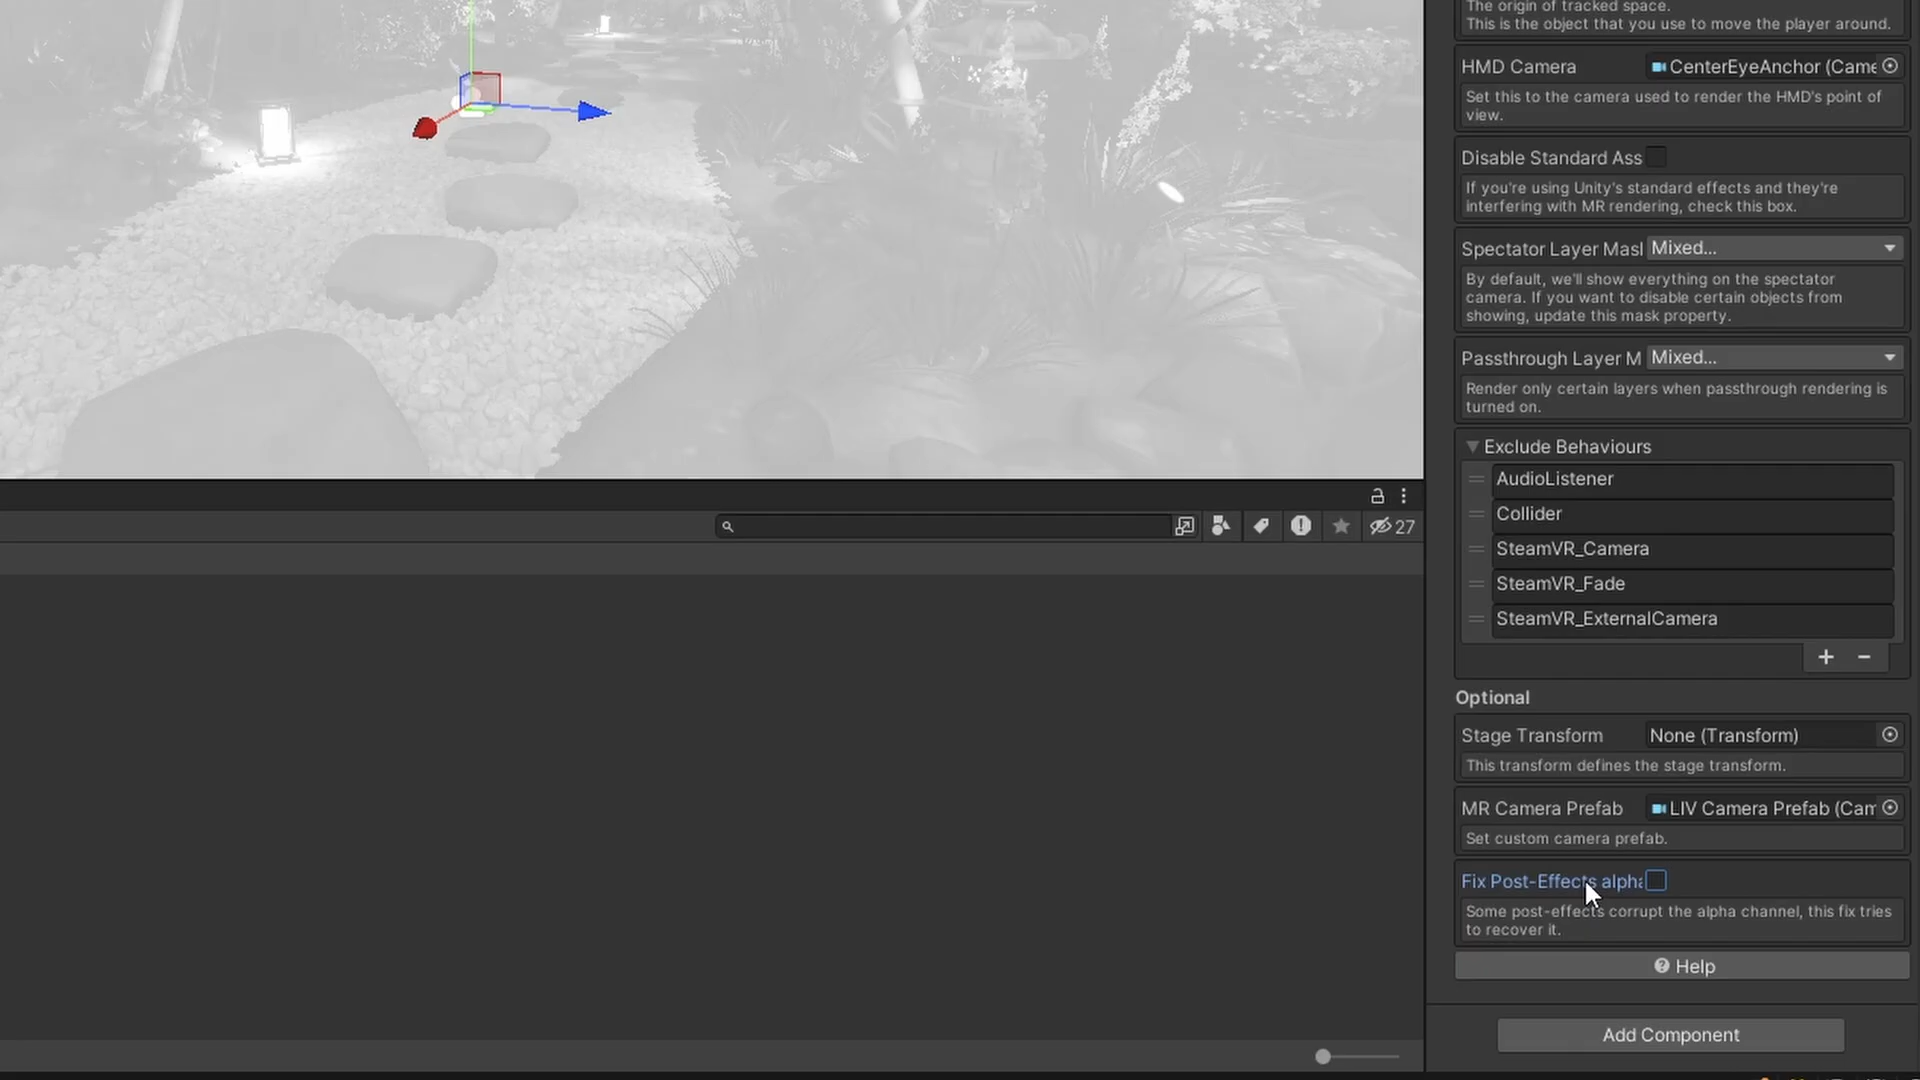 The origin of tracked space.
This is the object that you use to move the player around.
HMD Camera
CenterEyeAnchor (Came
Set this to the camera used to render the HMD's point of
view.
Disable Standard Ass
If you're using Unity's standard effects and they're
interfering with MR rendering, check this box.
Spectator Layer Masl
Mixed...
By default, we'll show everything on the spectator
camera. If you want to disable certain objects from
showing, update this mask property.
Passthrough Layer M
Mixed...
Render only certain layers when passthrough rendering is
turned on.
Exclude Behaviours
AudioListener
Collider
SteamVR_Camera
SteamVR_Fade
SteamVR_ExternalCamera
27
Optional
Stage Transform
None (Transform)
This transform defines the stage transform.
MR Camera Prefab
LIV Camera Prefab (Cam
Set custom camera prefab.
Fix Post-Effects alpha
Some post-effects corrupt the alpha channel, this fix tries
to recover it.
Help
Add Component